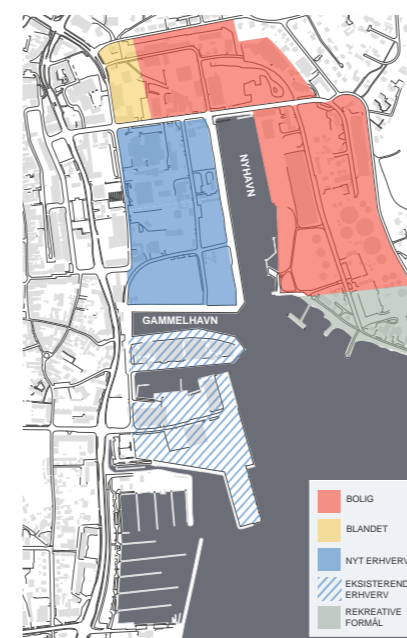 NYHAVN
GAMMELHAVN
BOLIG
BLANDET
NYT ERHVERV
EKSISTEREND
ERHVERV
REKREATIVE
FORMÅL